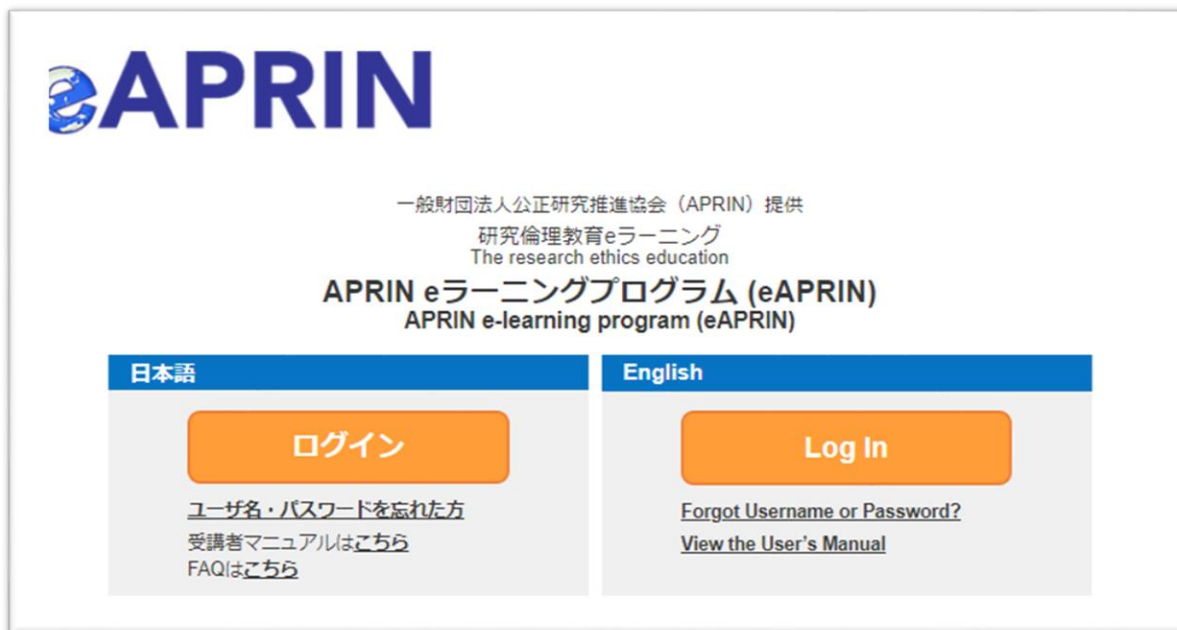 eAPRIN
一般財団法人公正研究推進協会（APRIN）提供
研究倫理教育eラーニング
The research ethics education
APRIN eラーニングプログラム (eAPRIN)
APRIN e-learning program (eAPRIN)
日本語
ログイン
ユーザ名・パスワードを忘れた方
受講者マニュアルはこちら
FAQはこちら
English
Log In
Forgot Username or Password?
View the User's Manual